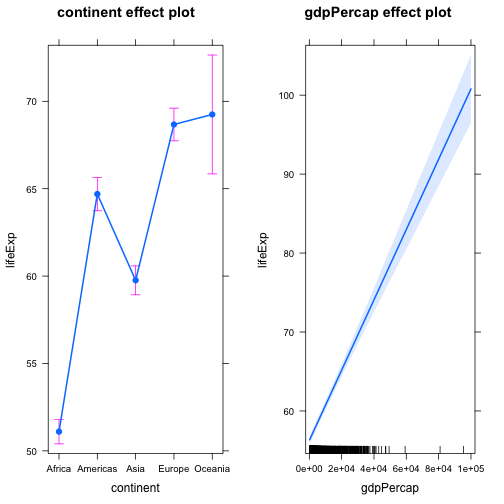 continent effect plot
70
65
60
55
50
lifeExp
Africa Americas Asia Europe Oceania
continent
gdpPercap effect plot
100
90
80
70
60
lifeExp
0e+00 2e+04 4e+04 6e+04 8e+04 1e+05
gdpPercap